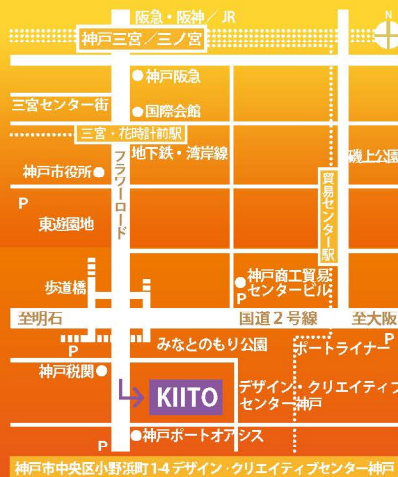 阪急・阪神/JR
N
神戸三宮/三ノ宮
神戸阪急
三宮センター街
国際会館
三宮・花時計前駅
地下鉄・湾岸線
磯上公園
フラワーロード
神戸市役所
貿易センター駅
P
東遊園地
歩道橋
神戸商工貿易
センタービル
P
至明石
国道2号線
至大阪
P
みなとのもり公園
ポートライナー
P
神戸税関
KIITO
デザイン・クリエイティブ
センター神戸
P
神戸ポートオアシス
神戸市中央区小野浜町1-4 デザイン・クリエイティブセンター神戸